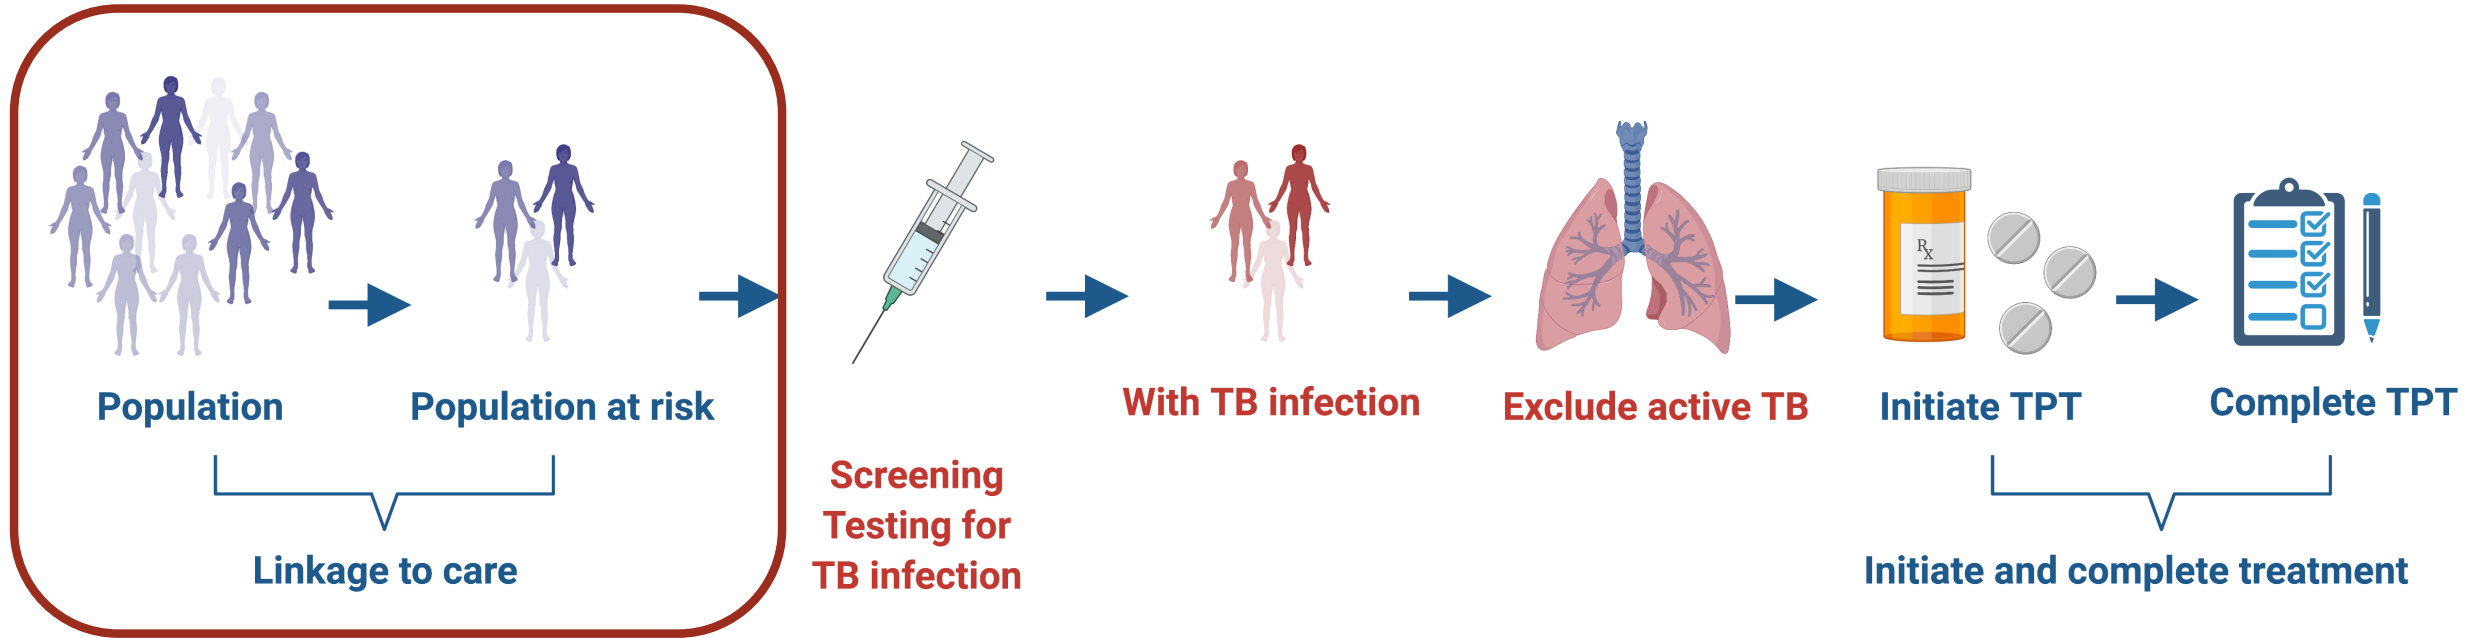 Population
Population at risk
Linkage to care
Screening
Testing for
TB infection
With TB infection
Exclude active TB
Rx
Initiate TPT
Complete TPT
Initiate and complete treatment